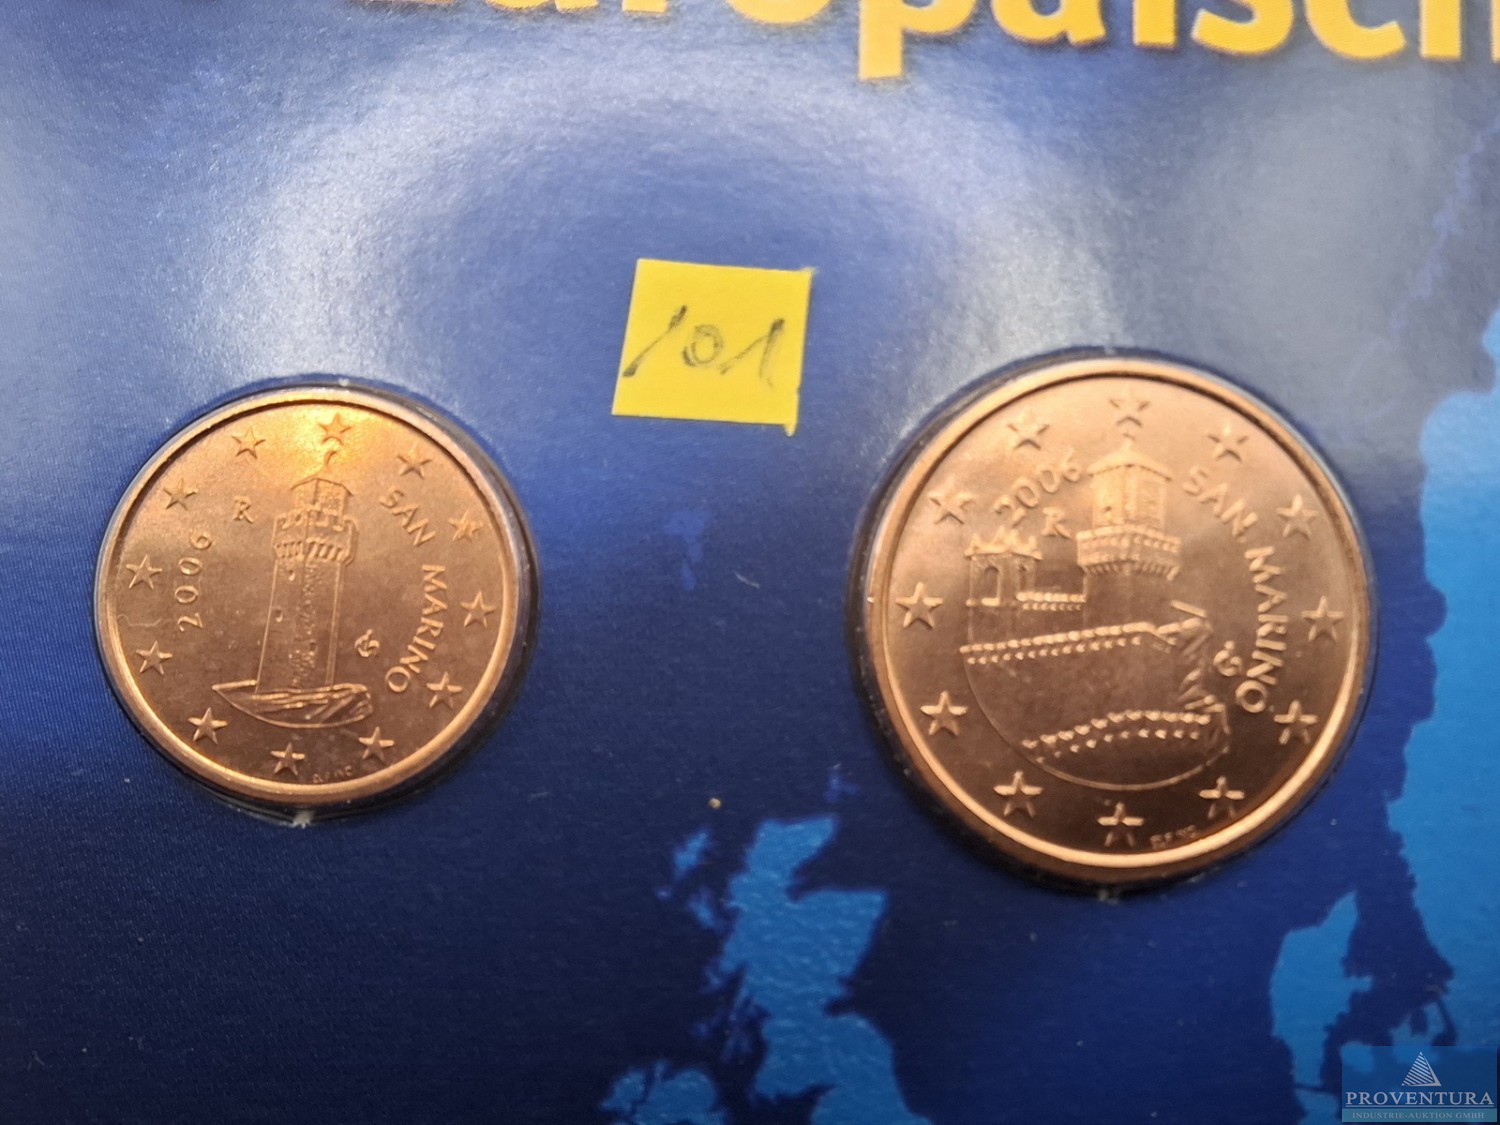 Europäisch
101
2006
R
SAN MARINO
2006
R
SAN MARINO
PROVENTURA
INDUSTRIE-AUKTION GMBH